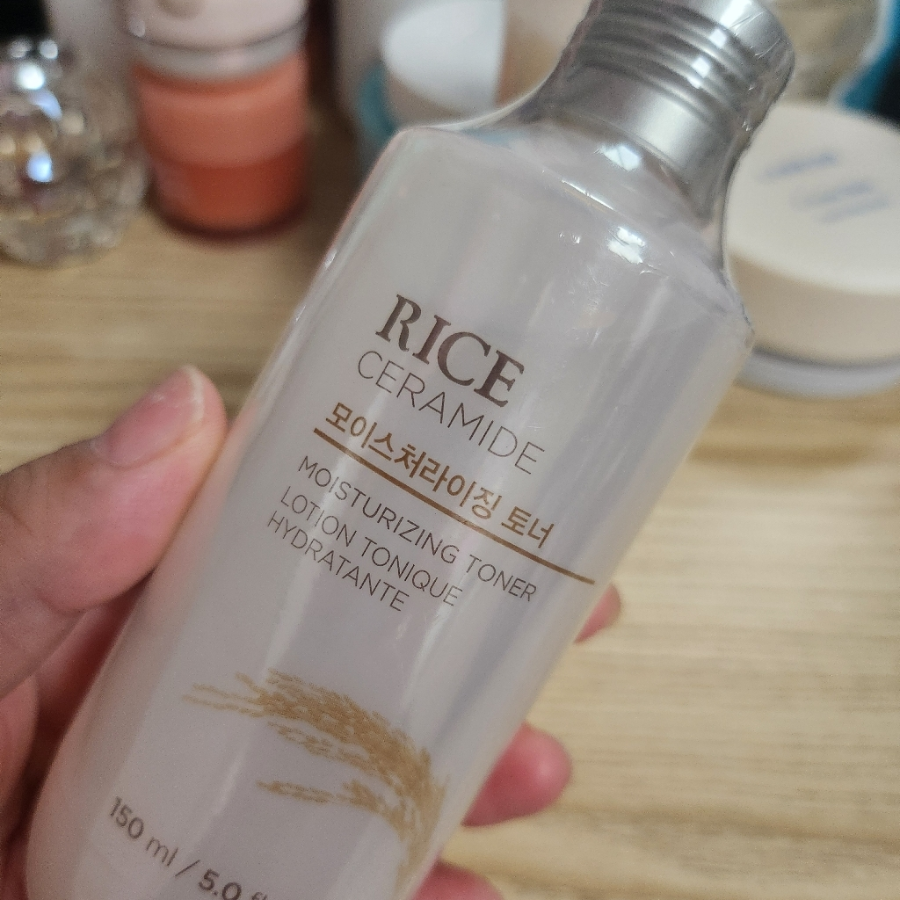 RICE
CERAMIDE
모이스처라이징 토너
MOISTURIZING TONER
LOTION TONIQUE
HYDRATANTE
150 ml / 5.0 fl